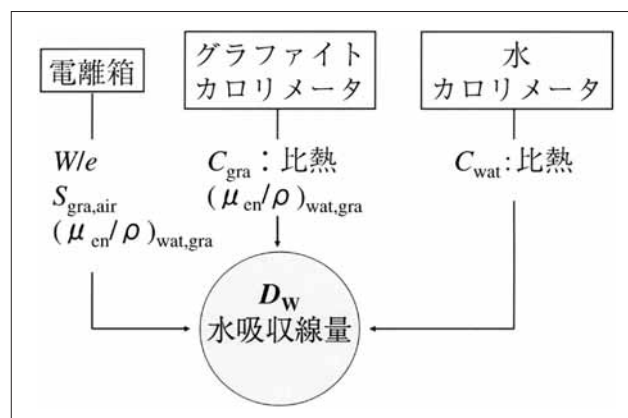 電離箱
グラファイト
カロリメータ
水
カロリメータ
W/e
S_gra,air
(μ_en/ρ)_wat,gra
C_gra:比熱
(μ_en/ρ)_wat,gra
C_wat:比熱
D_W
水吸収線量